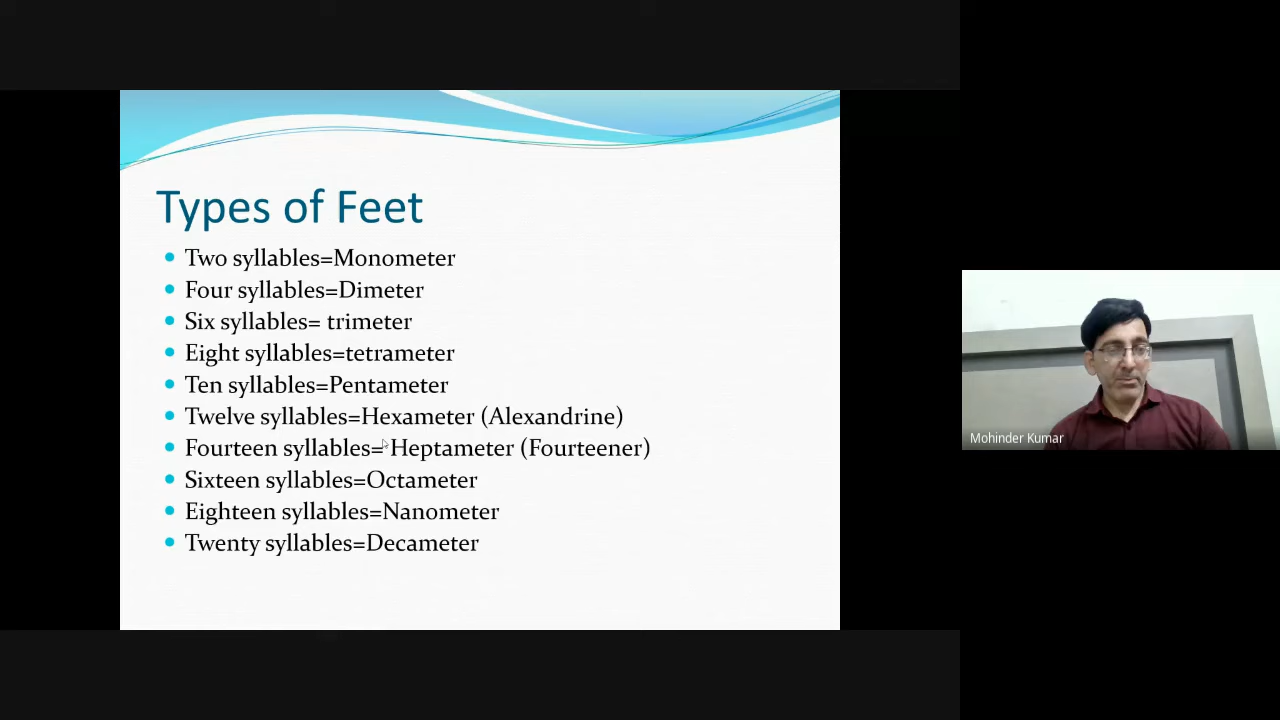 Types of Feet
Two syllables=Monometer
Four syllables=Dimeter
Six syllables= trimeter
Eight syllables=tetrameter
Ten syllables=Pentameter
Twelve syllables=Hexameter (Alexandrine)
Fourteen syllables= Heptameter (Fourteener)
Sixteen syllables=Octameter
Eighteen syllables=Nanometer
Twenty syllables=Decameter
Mohinder Kumar